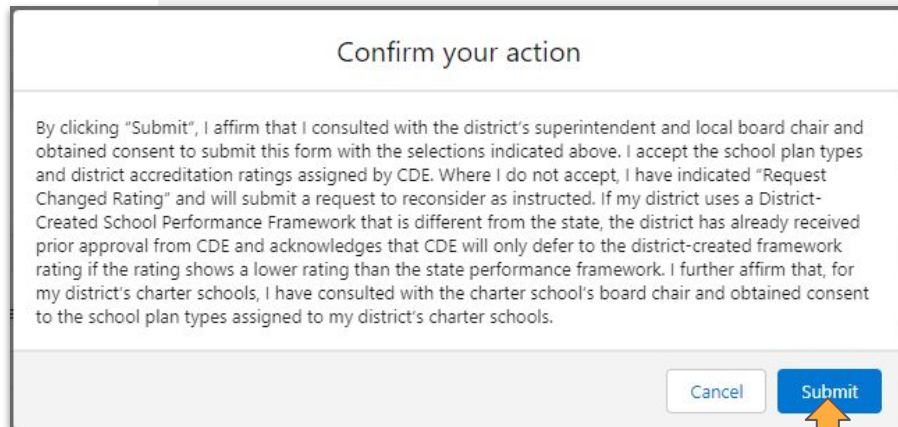 Confirm your action
By clicking "Submit", I affirm that I consulted with the district's superintendent and local board chair and
obtained consent to submit this form with the selections indicated above. I accept the school plan types
and district accreditation ratings assigned by CDE. Where I do not accept, I have indicated "Request
Changed Rating" and will submit a request to reconsider as instructed. If my district uses a District-
Created School Performance Framework that is different from the state, the district has already received
prior approval from CDE and acknowledges that CDE will only defer to the district-created framework
rating if the rating shows a lower rating than the state performance framework. I further affirm that, for
my district's charter schools, I have consulted with the charter school's board chair and obtained consent
to the school plan types assigned to my district's charter schools.
Cancel Submit